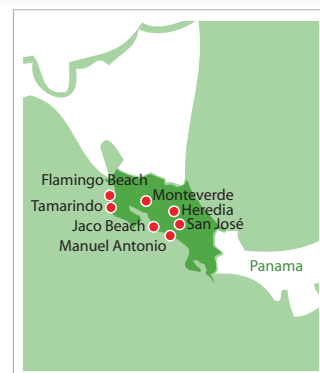 Flamingo Beach
Monteverde
Tamarindo
Heredia
Jaco Beach
San José
Manuel Antonio
Panama